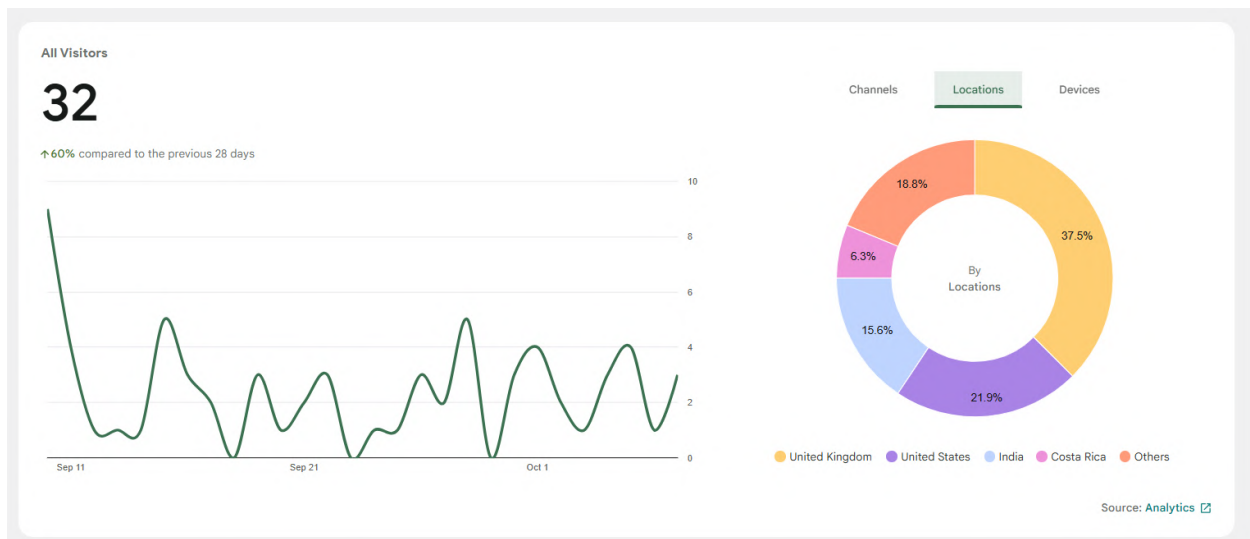 All Visitors
32
↑60% compared to the previous 28 days
10
8
6
4
2
0
Sep 11
Sep 21
Oct 1
Channels
Locations
Devices
18.8%
37.5%
6.3%
15.6%
21.9%
By
Locations
United Kingdom
United States
India
Costa Rica
Others
Source: Analytics